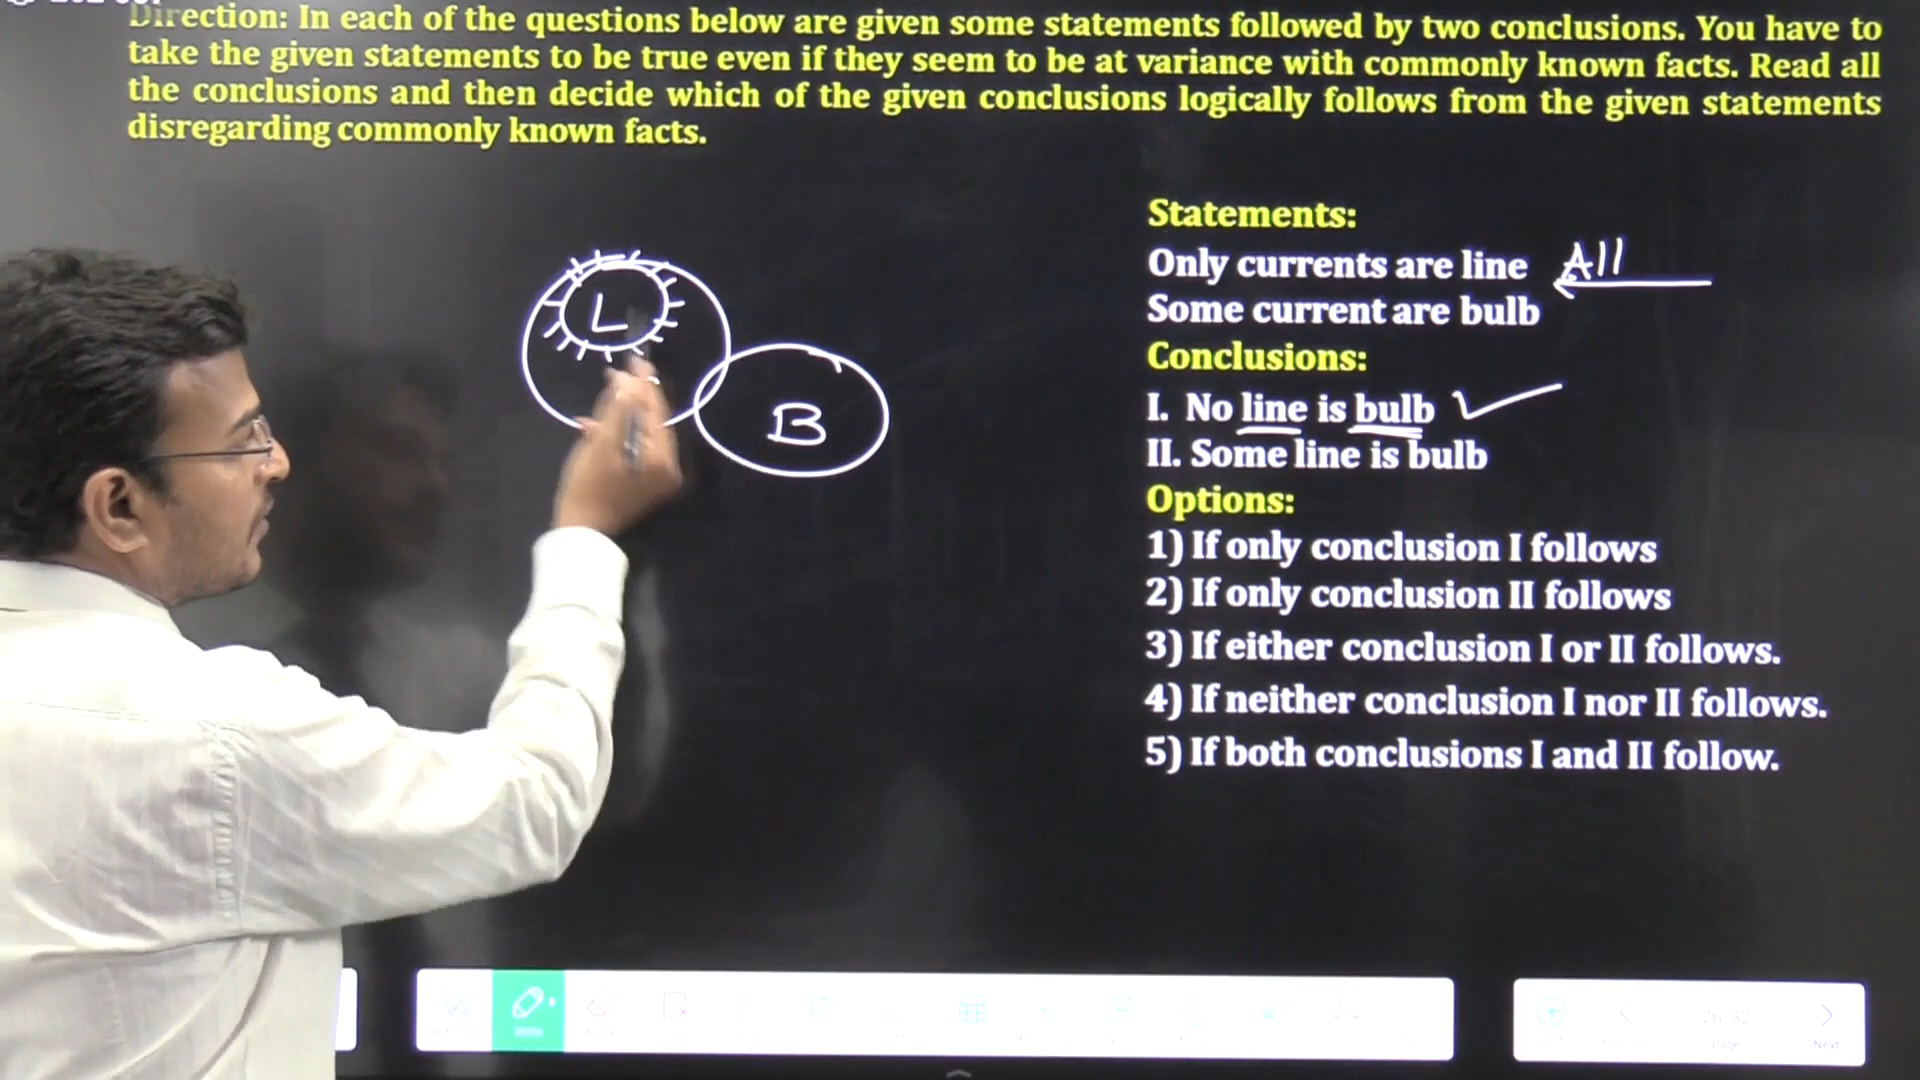 Direction: In each of the questions below are given some statements followed by two conclusions. You have to
take the given statements to be true even if they seem to be at variance with commonly known facts. Read all
the conclusions and then decide which of the given conclusions logically follows from the given statements
disregarding commonly known facts.
Statements:
Only currents are line All
Some current are bulb
Conclusions:
I. No line is bulb
II. Some line is bulb
Options:
1) If only conclusion I follows
2) If only conclusion II follows
3) If either conclusion I or II follows.
4) If neither conclusion I nor II follows.
5) If both conclusions I and II follow.
L
B
Page
Next